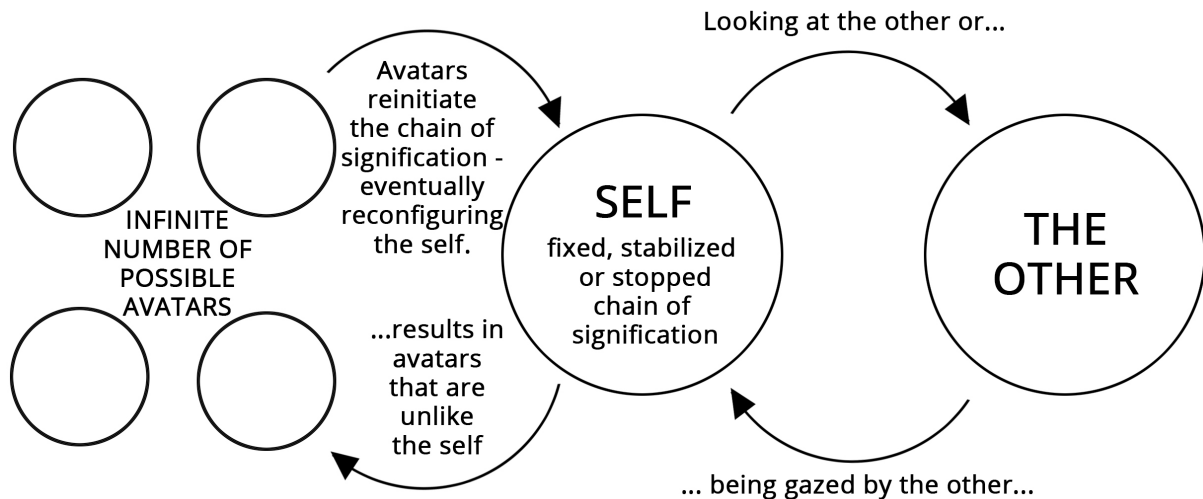 Looking at the other or...
Avatars
reinitiate
the chain of
signification -
eventually
reconfiguring
the self.
INFINITE
NUMBER OF
POSSIBLE
AVATARS
SELF
fixed, stabilized
or stopped
chain of
signification
THE
OTHER
...results in
avatars
that are
unlike
the self
... being gazed by the other...